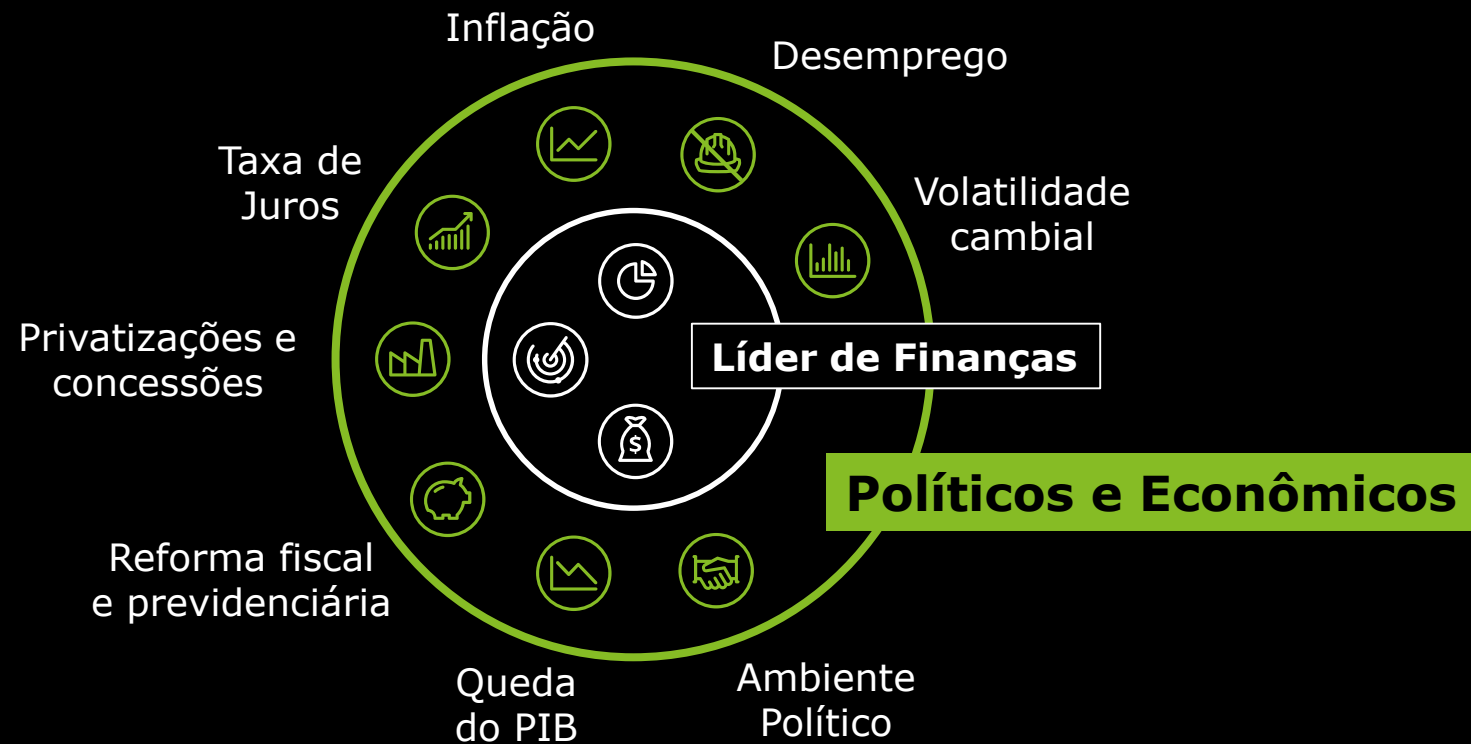 Inflação
Desemprego
Taxa de
Juros
Volatilidade
cambial
Privatizações e
concessões
Líder de Finanças
$
Políticos e Econômicos
Reforma fiscal
e previdenciária
Queda
do PIB
Ambiente
Político